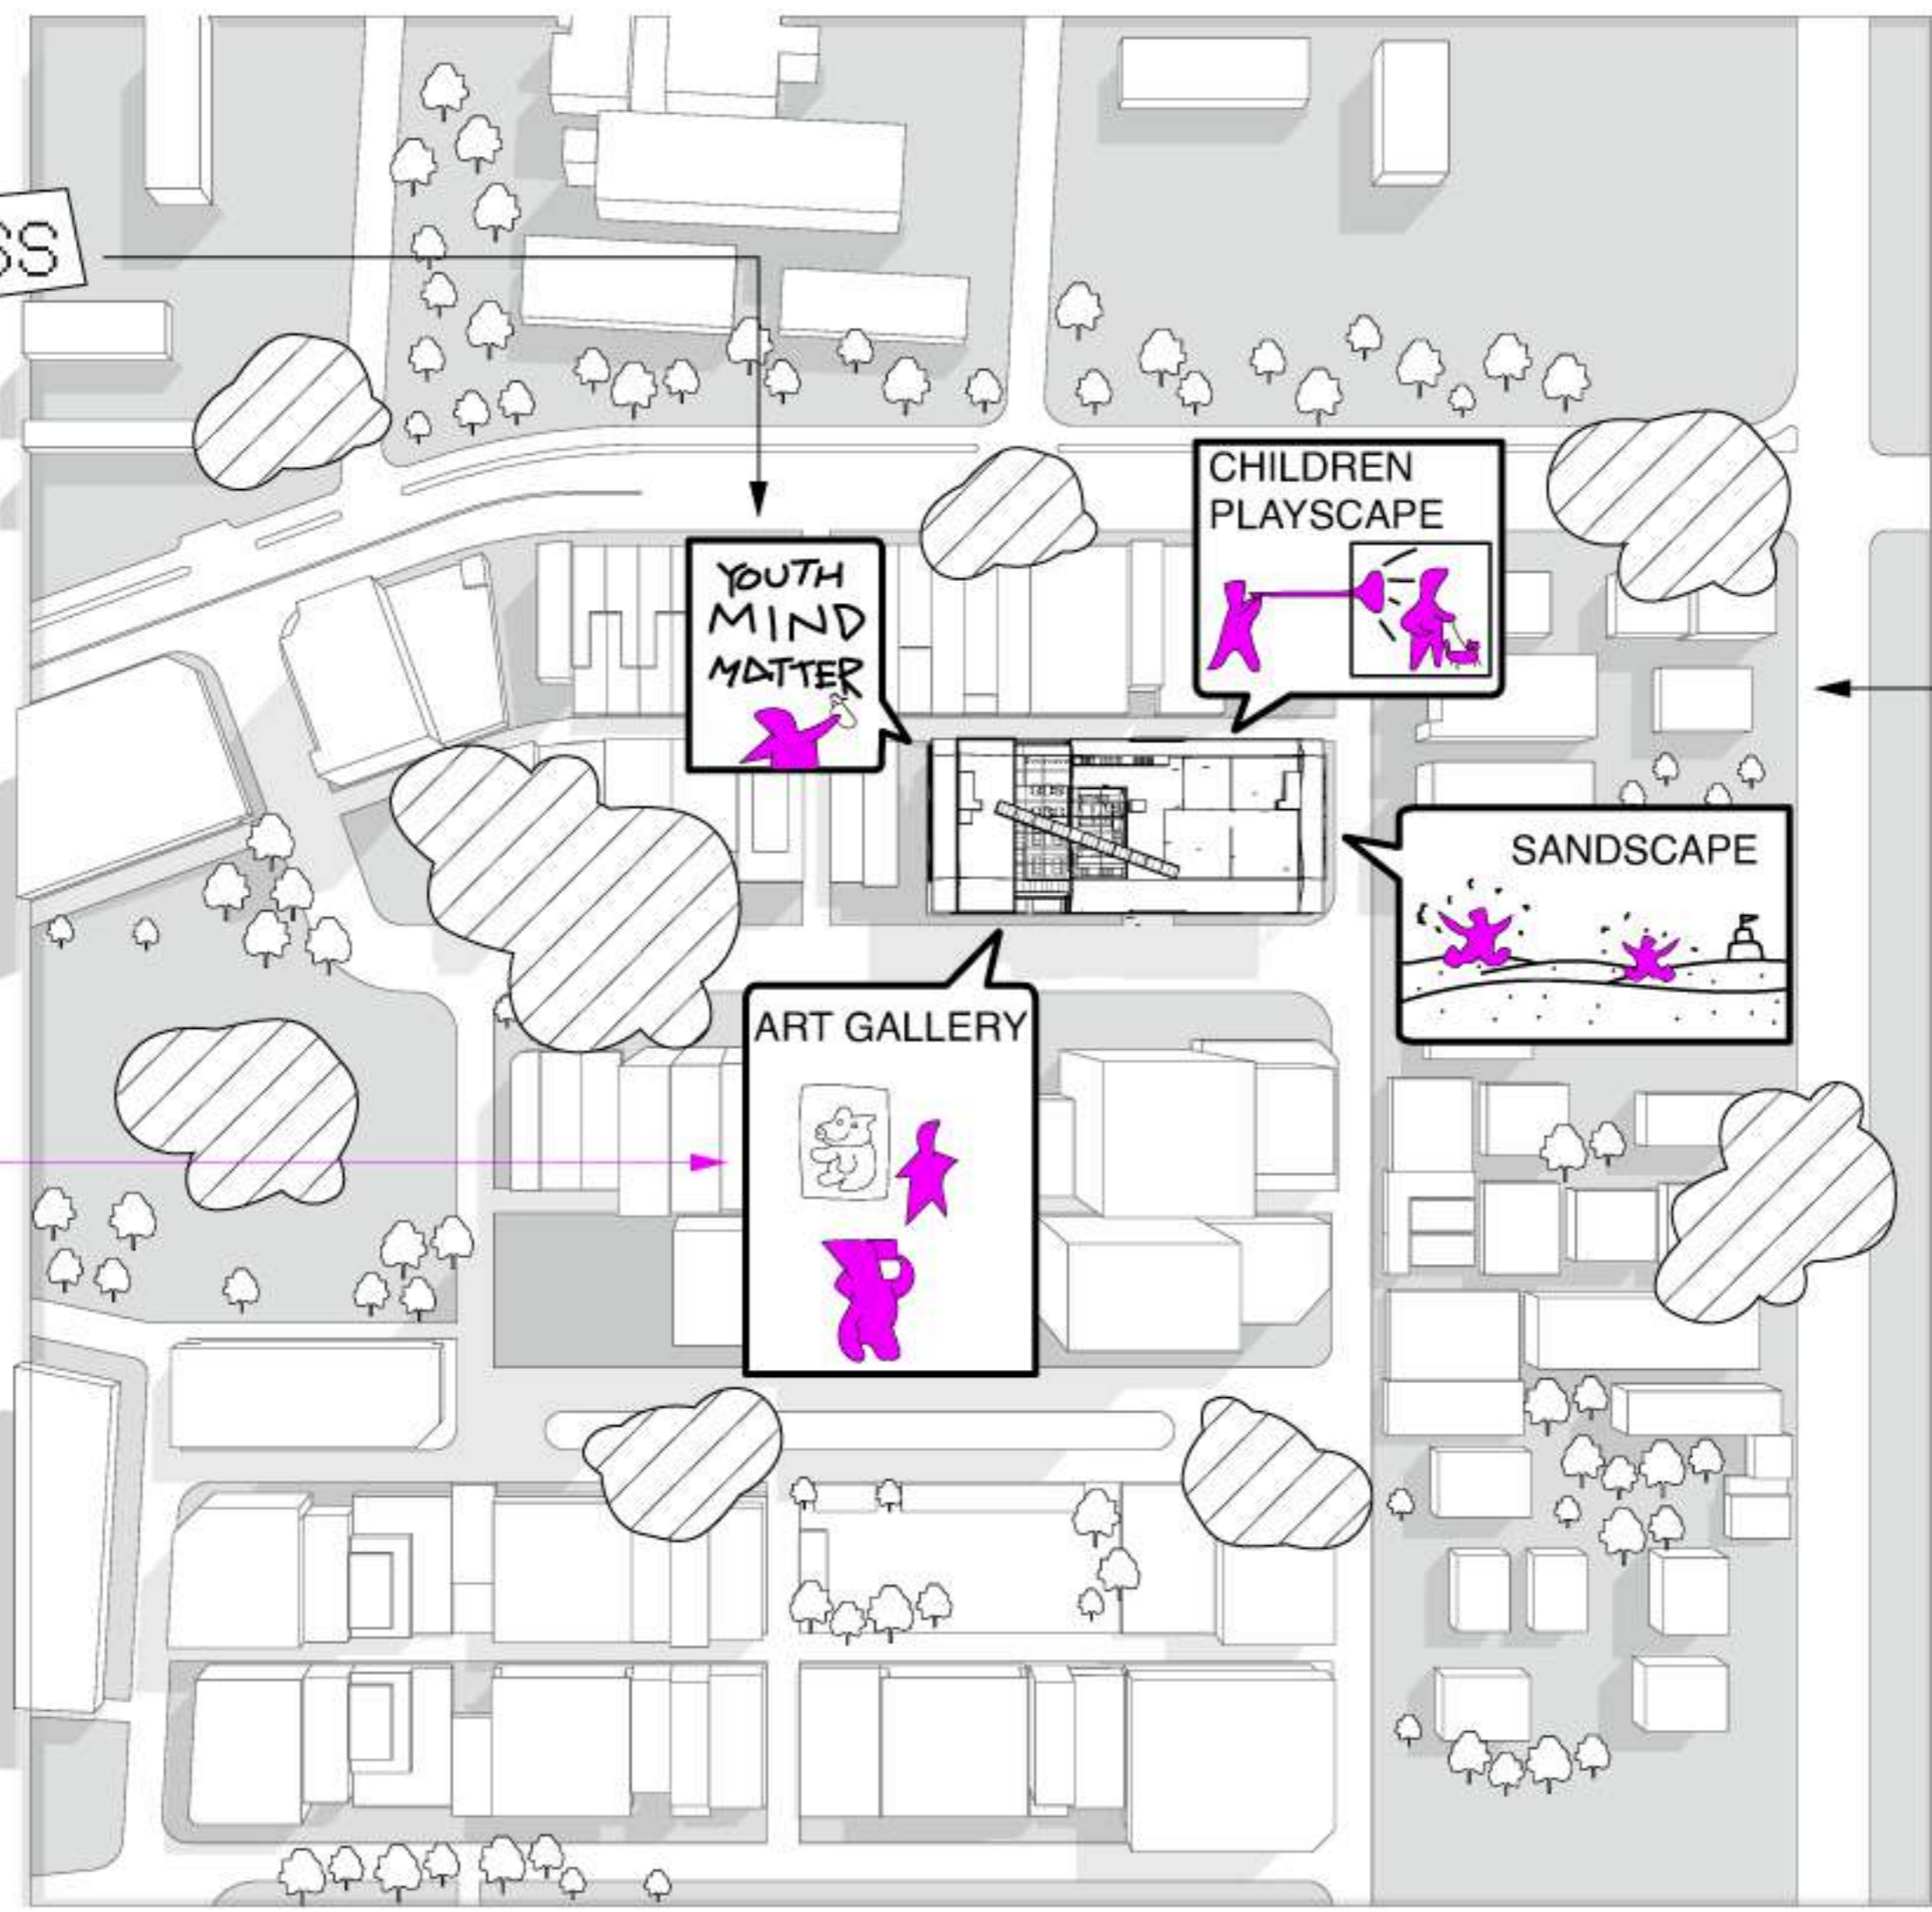 SS
CHILDREN
PLAYSCAPE
YOUTH
MIND
MATTER
SANDSCAPE
ART GALLERY